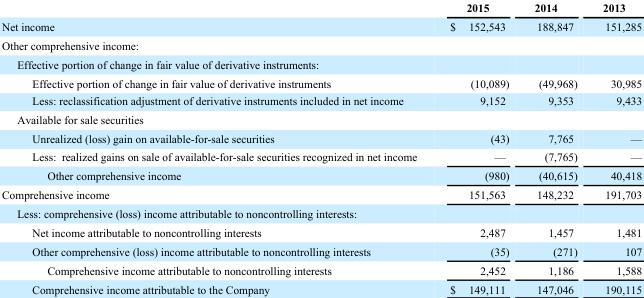 2015 2014 2013
Net income $ 152,543 188,847 151,285
Other comprehensive income:
Effective portion of change in fair value of derivative instruments:
Effective portion of change in fair value of derivative instruments (10,089) (49,968) 30,985
Less: reclassification adjustment of derivative instruments included in net income 9,152 9,353 9,433
Available for sale securities
Unrealized (loss) gain on available-for-sale securities (43) 7,765 —
Less: realized gains on sale of available-for-sale securities recognized in net income — (7,765) —
Other comprehensive income (980) (40,615) 40,418
Comprehensive income 151,563 148,232 191,703
Less: comprehensive (loss) income attributable to noncontrolling interests:
Net income attributable to noncontrolling interests 2,487 1,457 1,481
Other comprehensive (loss) income attributable to noncontrolling interests (35) (271) 107
Comprehensive income attributable to noncontrolling interests 2,452 1,186 1,588
Comprehensive income attributable to the Company $ 149,111 147,046 190,115